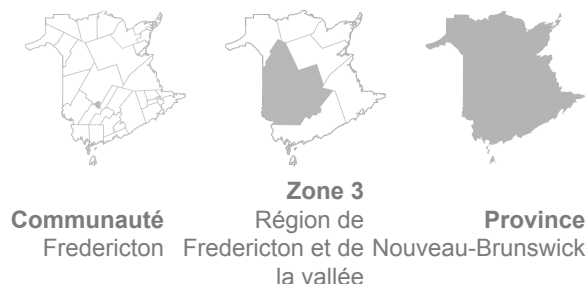 Communauté
Fredericton
Zone 3
Région de
Fredericton et de
la vallée
Province
Nouveau-Brunswick